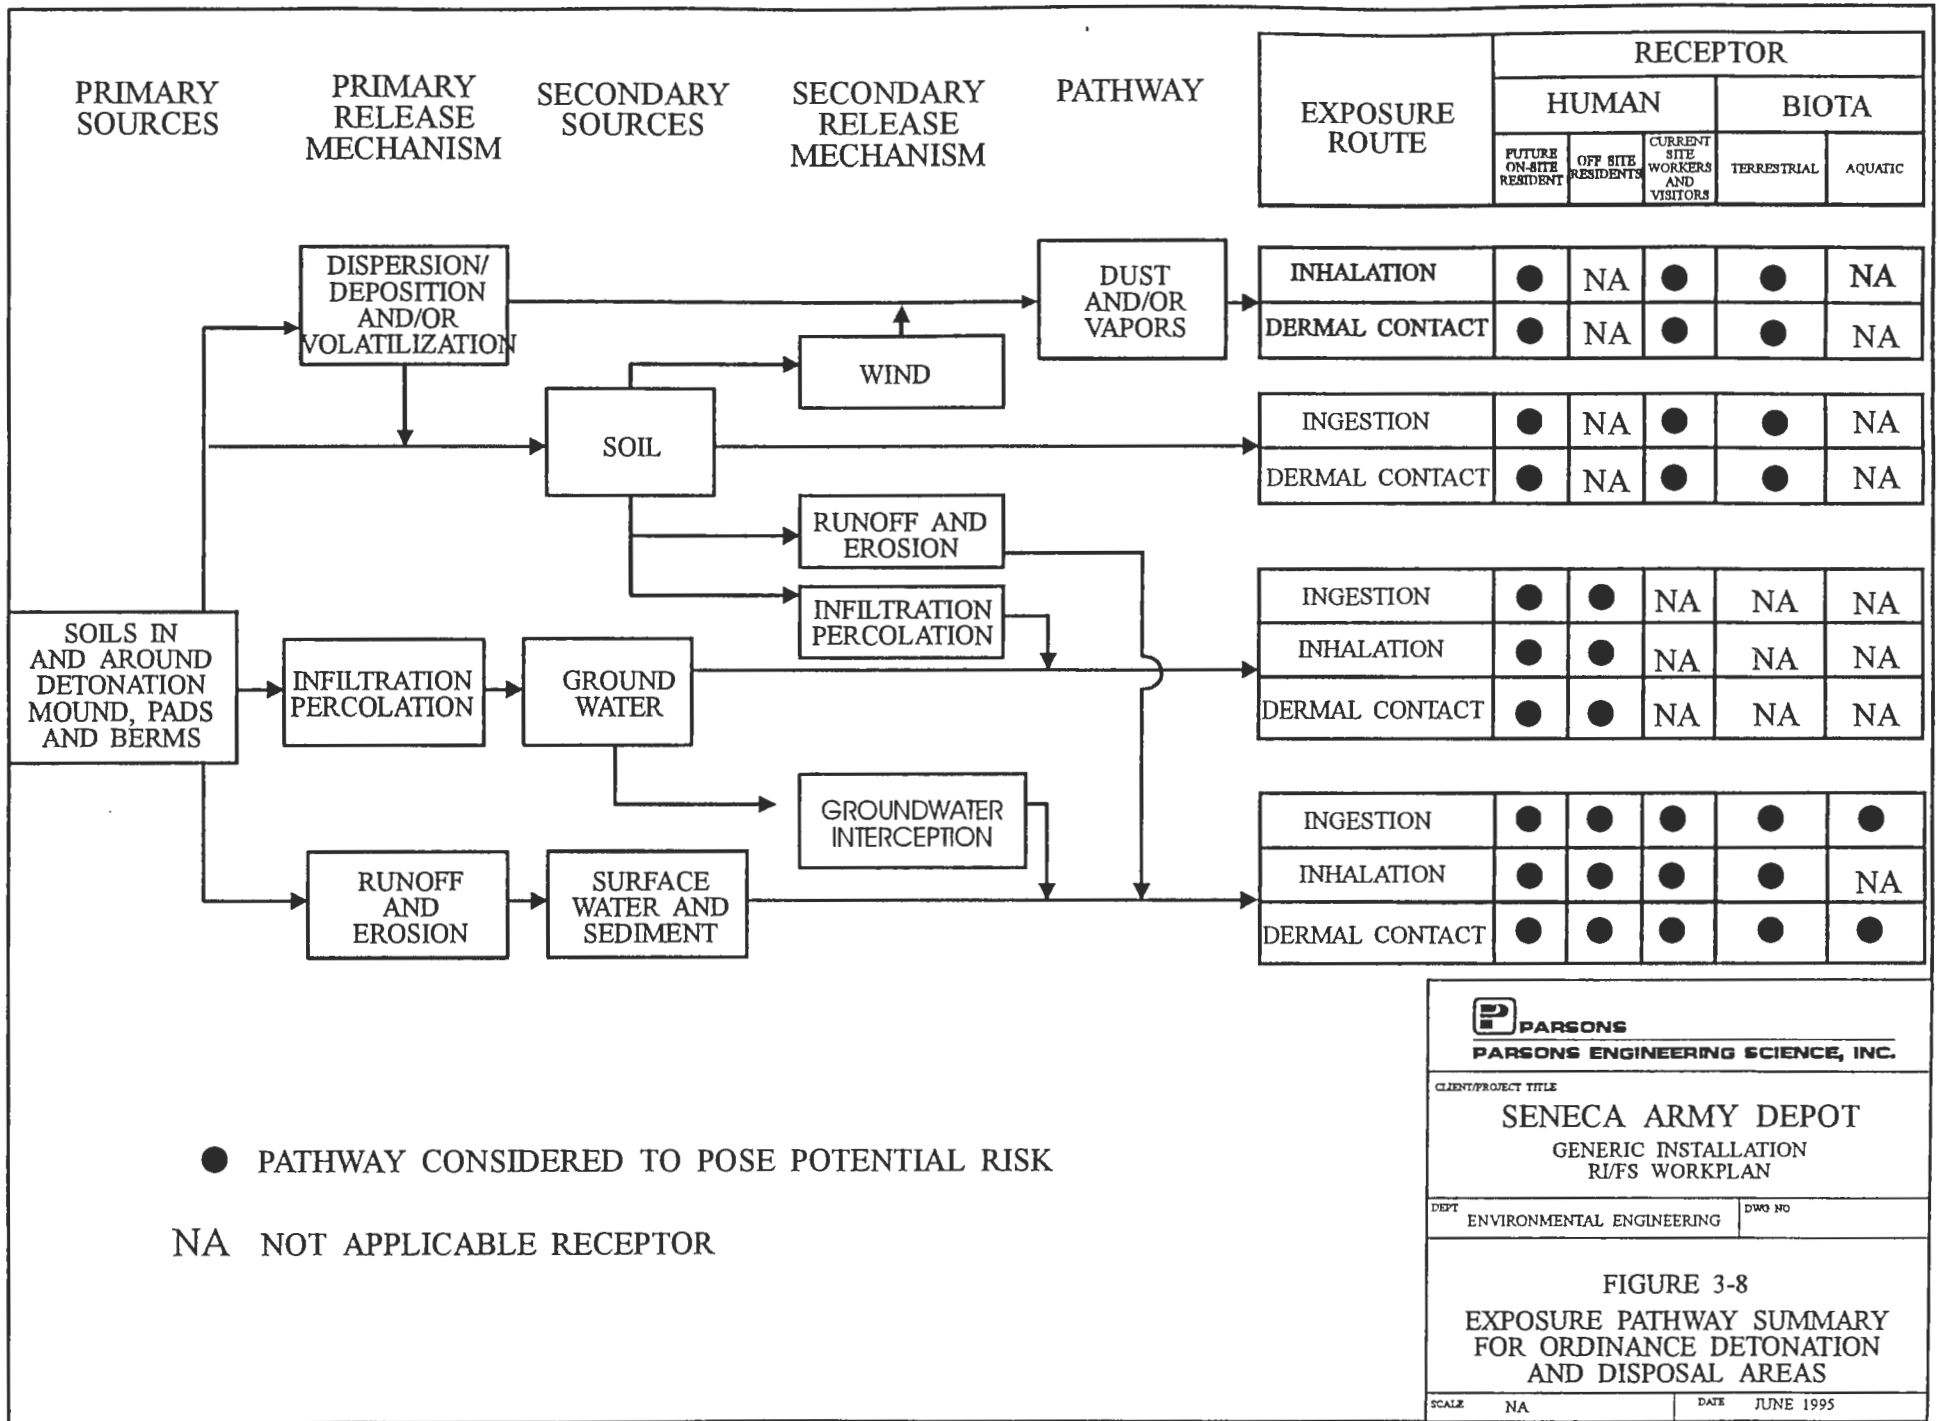 PRIMARY
SOURCES
PRIMARY
RELEASE
MECHANISM
SECONDARY
SOURCES
SECONDARY
RELEASE
MECHANISM
PATHWAY
EXPOSURE
ROUTE
RECEPTOR
HUMAN
BIOTA
FUTURE
ON-SITE
RESIDENT
OFF SITE
RESIDENTS
CURRENT
SITE
WORKERS
AND
VISITORS
TERRESTRIAL
AQUATIC
DISPERSION/
DEPOSITION
AND/OR
VOLATILIZATION
DUST
AND/OR
VAPORS
WIND
SOIL
RUNOFF AND
EROSION
INFILTRATION
PERCOLATION
SOILS IN
AND AROUND
DETONATION
MOUND, PADS
AND BERMS
INFILTRATION
PERCOLATION
GROUND
WATER
GROUNDWATER
INTERCEPTION
RUNOFF
AND
EROSION
SURFACE
WATER AND
SEDIMENT
INHALATION ● NA ● ● NA
DERMAL CONTACT ● NA ● ● NA
INGESTION ● NA ● ● NA
DERMAL CONTACT ● NA ● ● NA
INGESTION ● ● NA NA NA
INHALATION ● ● NA NA NA
DERMAL CONTACT ● ● NA NA NA
INGESTION ● ● ● ● ●
INHALATION ● ● ● ● NA
DERMAL CONTACT ● ● ● ● ●
● PATHWAY CONSIDERED TO POSE POTENTIAL RISK
NA NOT APPLICABLE RECEPTOR
PARSONS
PARSONS ENGINEERING SCIENCE, INC.
CLIENT/PROJECT TITLE
SENECA ARMY DEPOT
GENERIC INSTALLATION
RI/FS WORKPLAN
DEPT ENVIRONMENTAL ENGINEERING DWG NO
FIGURE 3-8
EXPOSURE PATHWAY SUMMARY
FOR ORDINANCE DETONATION
AND DISPOSAL AREAS
SCALE NA DATE JUNE 1995